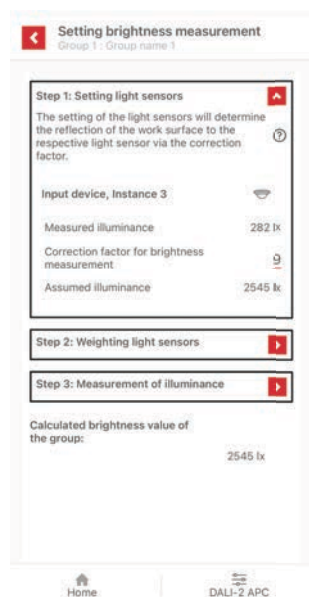 Setting brightness measurement
Group 1 : Group name 1
Step 1: Setting light sensors
The setting of the light sensors will determine
the reflection of the work surface to the
respective light sensor via the correction
factor.
Input device, Instance 3
Measured illuminance 282 lx
Correction factor for brightness
measurement 9
Assumed illuminance 2545 lx
Step 2: Weighting light sensors
Step 3: Measurement of illuminance
Calculated brightness value of
the group:
2545 lx
Home DALI-2 APC